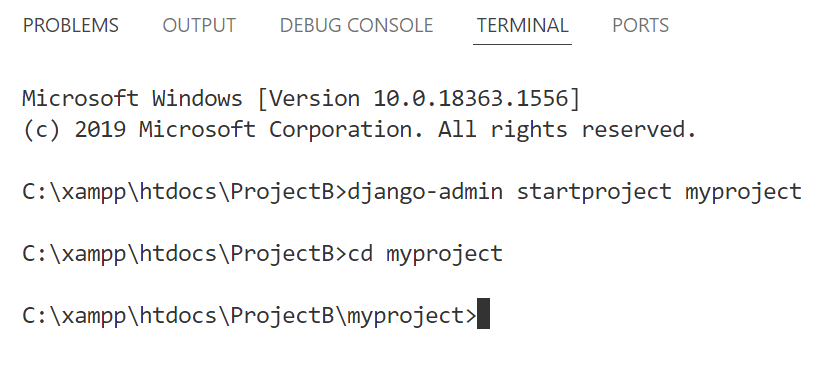 PROBLEMS OUTPUT DEBUG CONSOLE TERMINAL PORTS
Microsoft Windows [Version 10.0.18363.1556]
(c) 2019 Microsoft Corporation. All rights reserved.
C:\xampp\htdocs\ProjectB>django-admin startproject myproject
C:\xampp\htdocs\ProjectB>cd myproject
C:\xampp\htdocs\ProjectB\myproject>